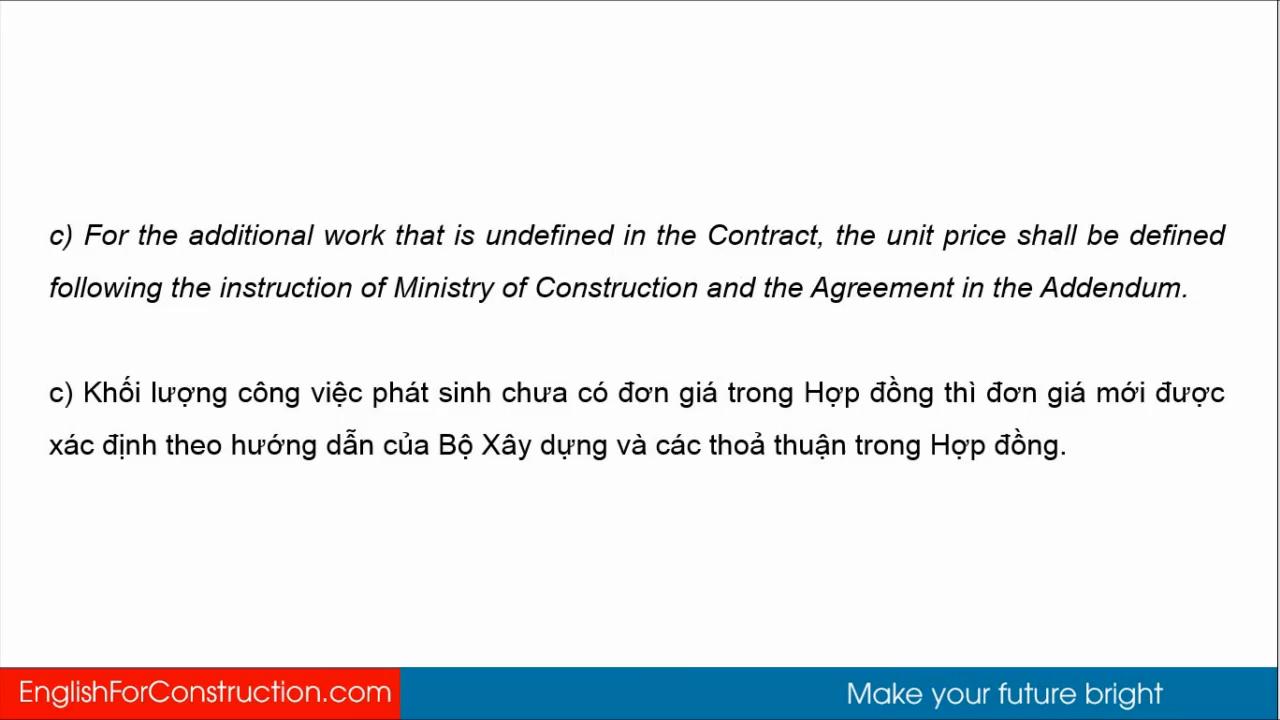 c) For the additional work that is undefined in the Contract, the unit price shall be defined
following the instruction of Ministry of Construction and the Agreement in the Addendum.
c) Khối lượng công việc phát sinh chưa có đơn giá trong Hợp đồng thì đơn giá mới được
xác định theo hướng dẫn của Bộ Xây dựng và các thoả thuận trong Hợp đồng.
EnglishForConstruction.com
Make your future bright